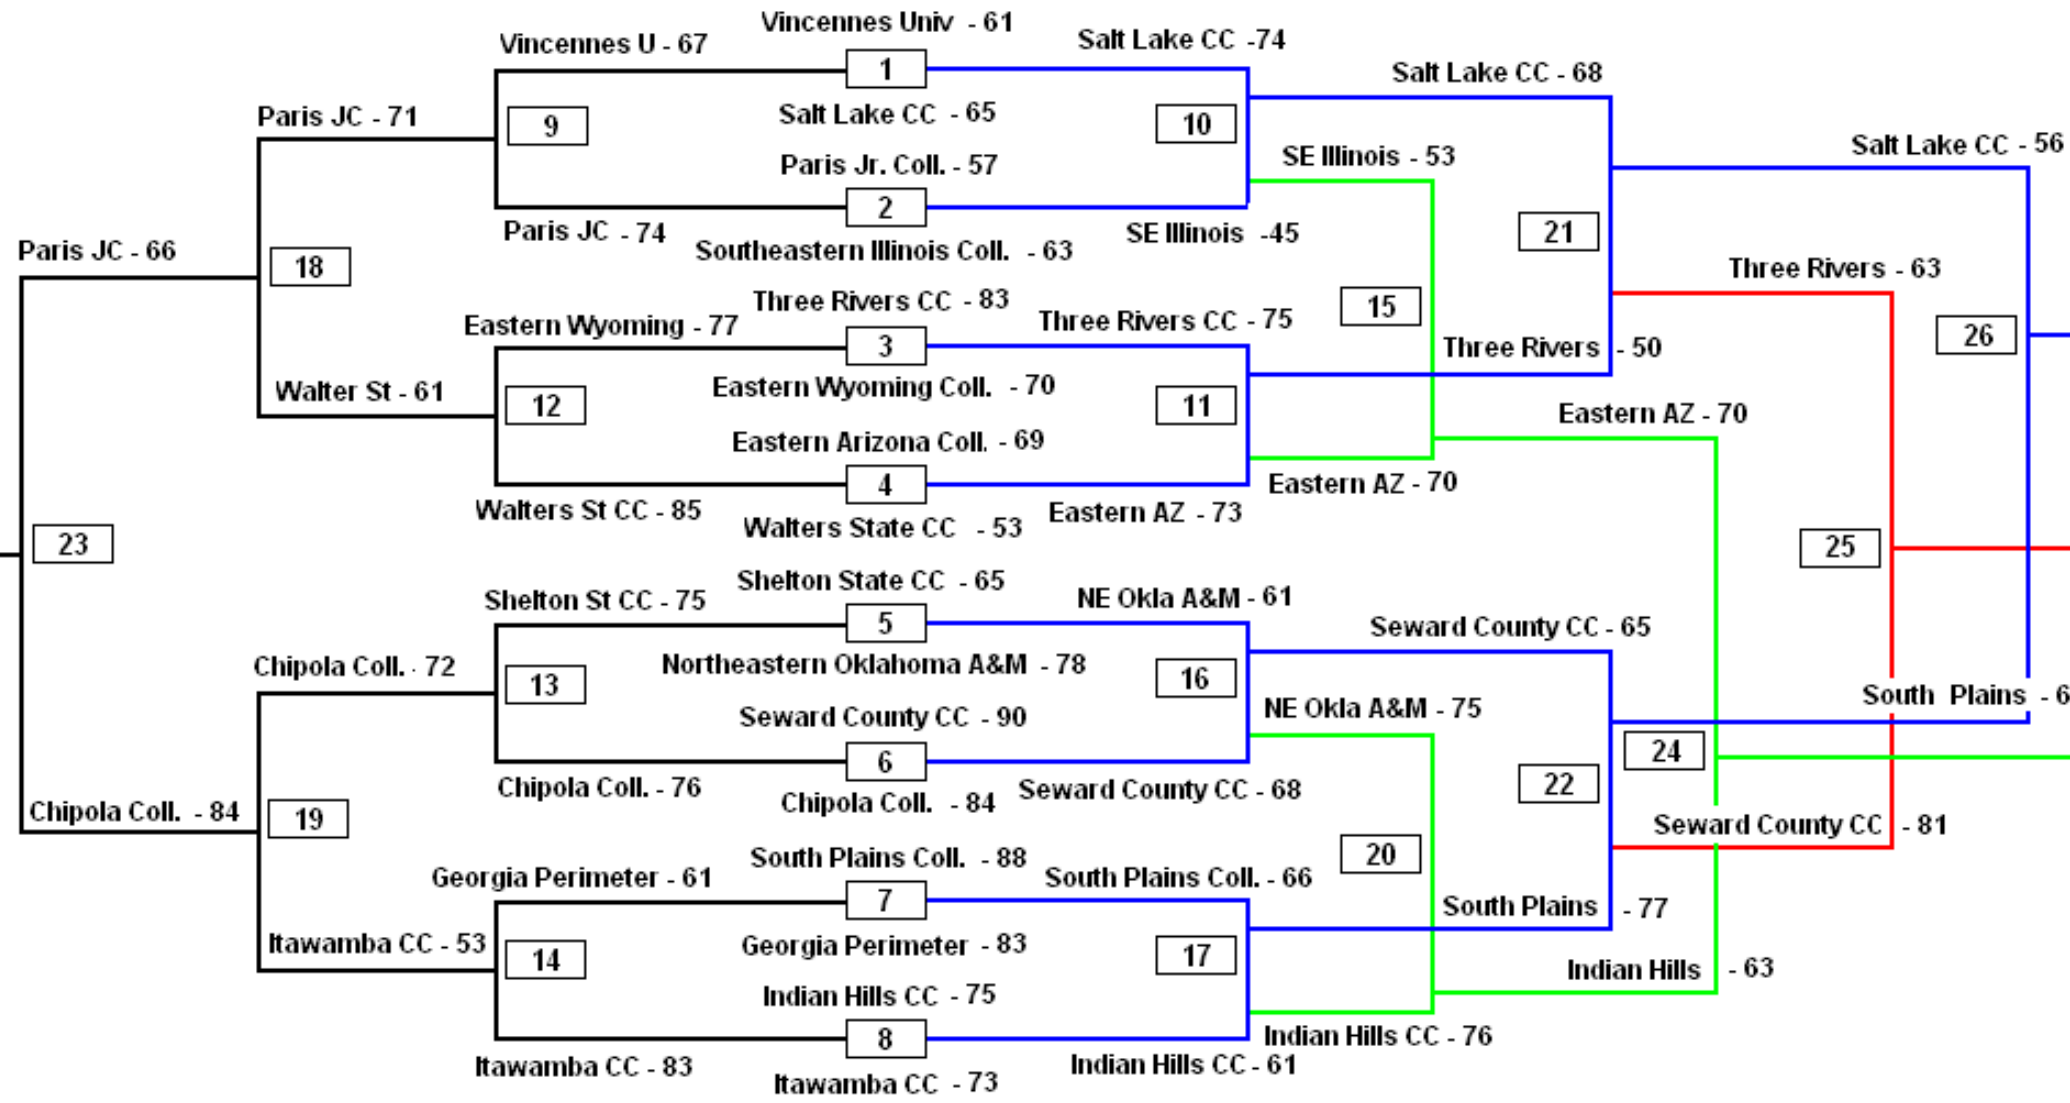 Vincennes Univ - 61
Vincennes U - 67
Salt Lake CC -74
1
Salt Lake CC - 68
Paris JC - 71
9
Salt Lake CC - 65
10
Salt Lake CC - 56
Paris Jr. Coll. - 57
SE Illinois - 53
2
Paris JC - 74
SE Illinois -45
21
Paris JC - 66
18
Southeastern Illinois Coll. - 63
Three Rivers - 63
Three Rivers CC - 83
15
Eastern Wyoming - 77
Three Rivers CC - 75
26
3
Three Rivers - 50
Walter St - 61
Eastern Wyoming Coll. - 70
12
11
Eastern AZ - 70
Eastern Arizona Coll. - 69
4
Eastern AZ - 70
Walters St CC - 85
Eastern AZ - 73
Walters State CC - 53
23
25
Shelton State CC - 65
Shelton St CC - 75
NE Okla A&M - 61
5
Seward County CC - 65
Chipola Coll. - 72
Northeastern Oklahoma A&M - 78
13
16
South Plains - 6
Seward County CC - 90
NE Okla A&M - 75
24
6
Chipola Coll. - 76
Seward County CC - 68
22
Chipola Coll. - 84
Chipola Coll. - 84
19
Seward County CC - 81
South Plains Coll. - 88
20
Georgia Perimeter - 61
South Plains Coll. - 66
7
South Plains - 77
Itawamba CC - 53
Georgia Perimeter - 83
14
17
Indian Hills - 63
Indian Hills CC - 75
8
Indian Hills CC - 76
Itawamba CC - 83
Indian Hills CC - 61
Itawamba CC - 73